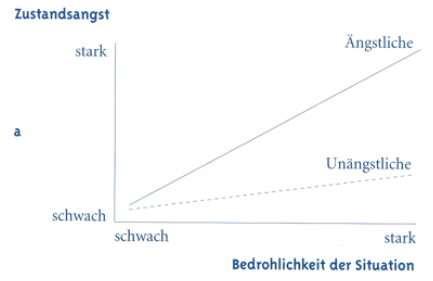 Zustandsangst
stark
Ängstliche
a
Unängstliche
schwach
schwach
stark
Bedrohlichkeit der Situation